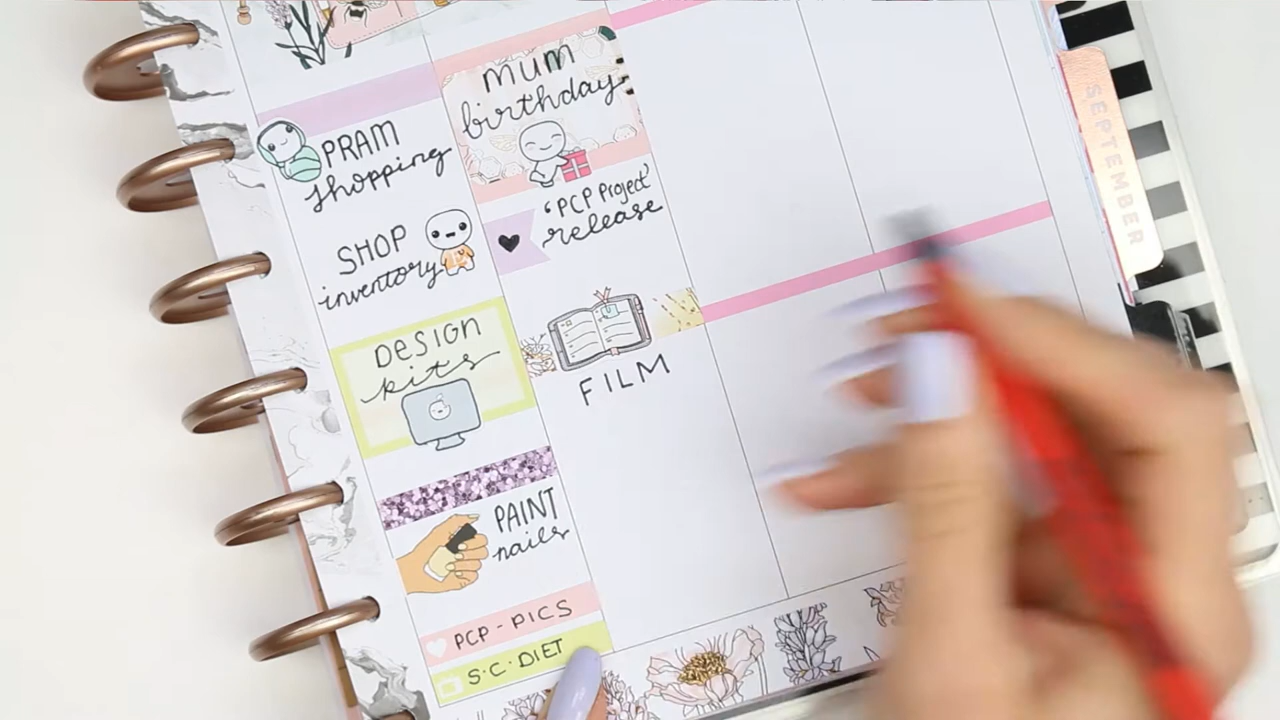 PRAM
shopping
SHOP
inventory
DESIGN
kits
PAINT
nails
PCP-PICS
S.C.DIET
mum
birthday
'PCP Project'
release
FILM
SEPTEMBER